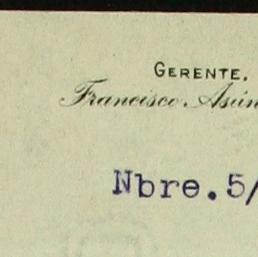 GERENTE,
Francisco. Asún
Nbre.5/